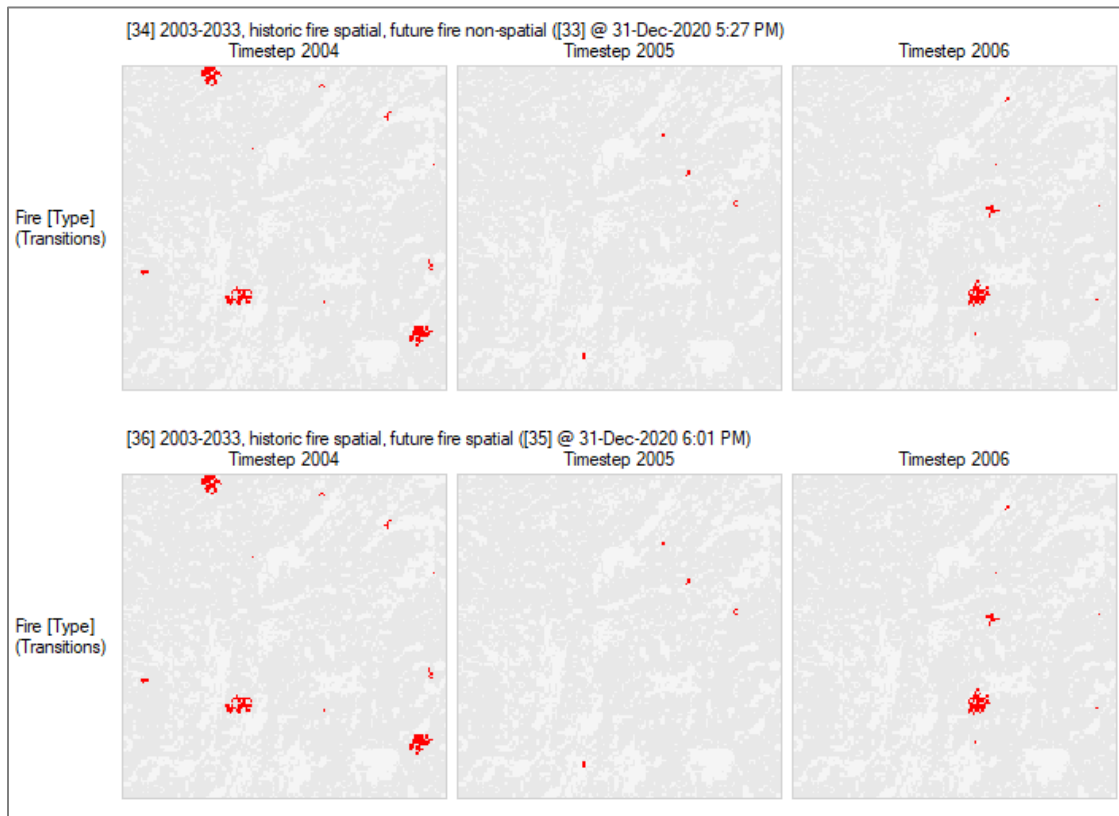 [34] 2003-2033, historic fire spatial, future fire non-spatial ([33] @ 31-Dec-2020 5:27 PM)
Timestep 2004 Timestep 2005 Timestep 2006
Fire [Type]
(Transitions)
[36] 2003-2033, historic fire spatial, future fire spatial ([35] @ 31-Dec-2020 6:01 PM)
Timestep 2004 Timestep 2005 Timestep 2006
Fire [Type]
(Transitions)